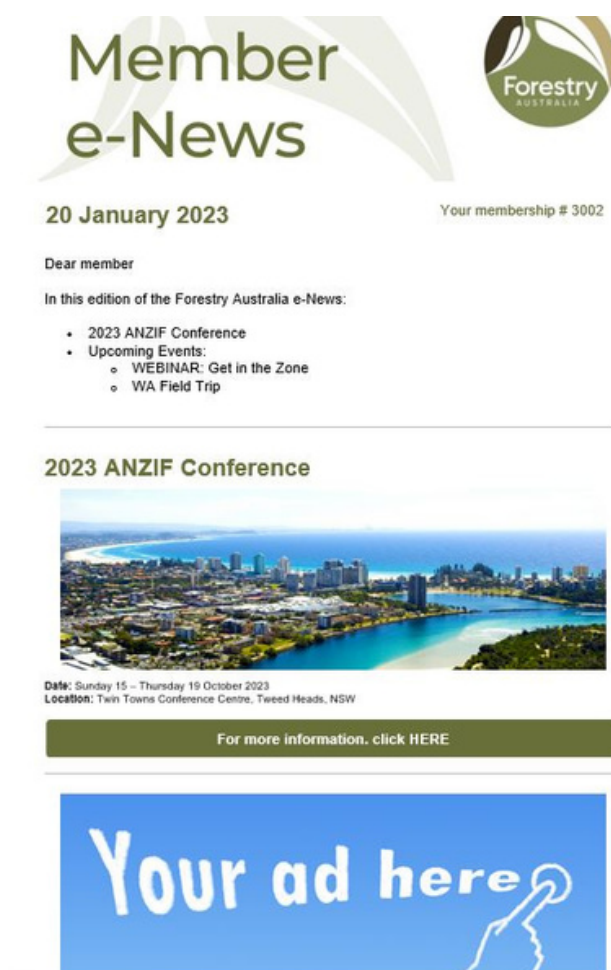 Member
e-News
Forestry
AUSTRALIA
20 January 2023
Your membership # 3002
Dear member
In this edition of the Forestry Australia e-News:
• 2023 ANZIF Conference
• Upcoming Events:
o WEBINAR: Get in the Zone
o WA Field Trip
2023 ANZIF Conference
Date: Sunday 15 – Thursday 19 October 2023
Location: Twin Towns Conference Centre, Tweed Heads, NSW
For more information. click HERE
Your ad here